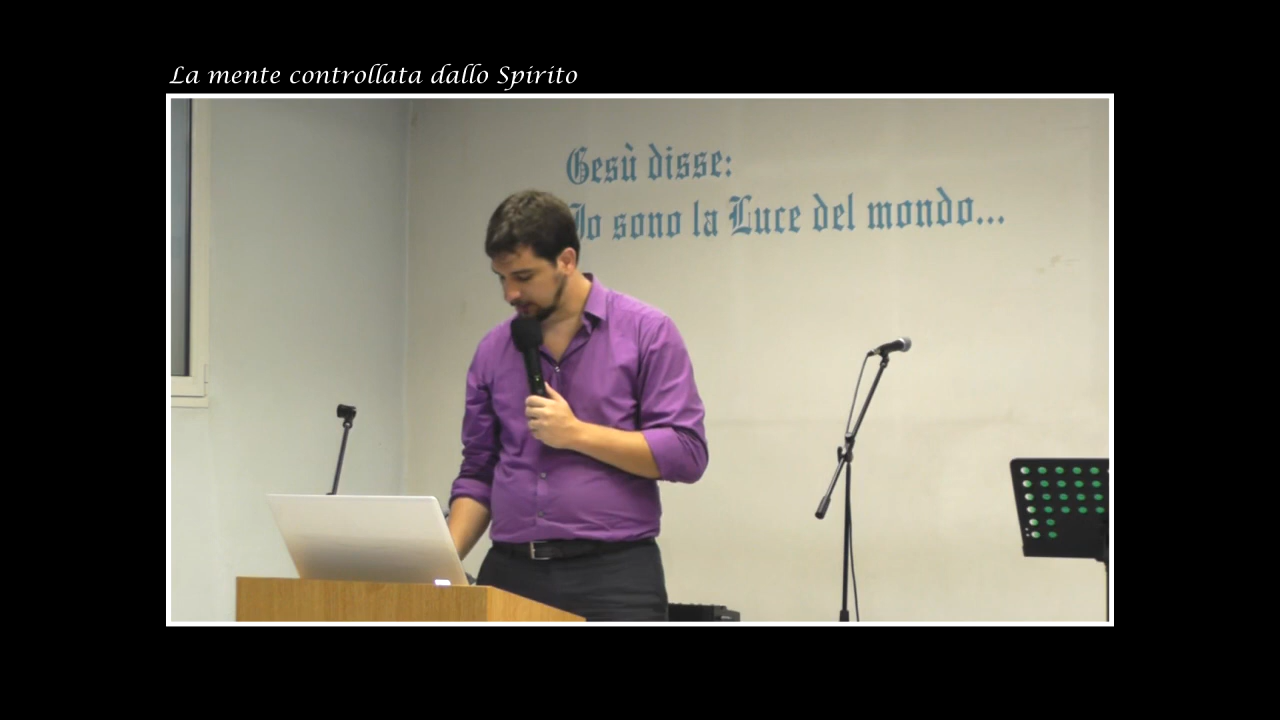 La mente controllata dallo Spirito
Gesù disse:
Io sono la Luce del mondo...